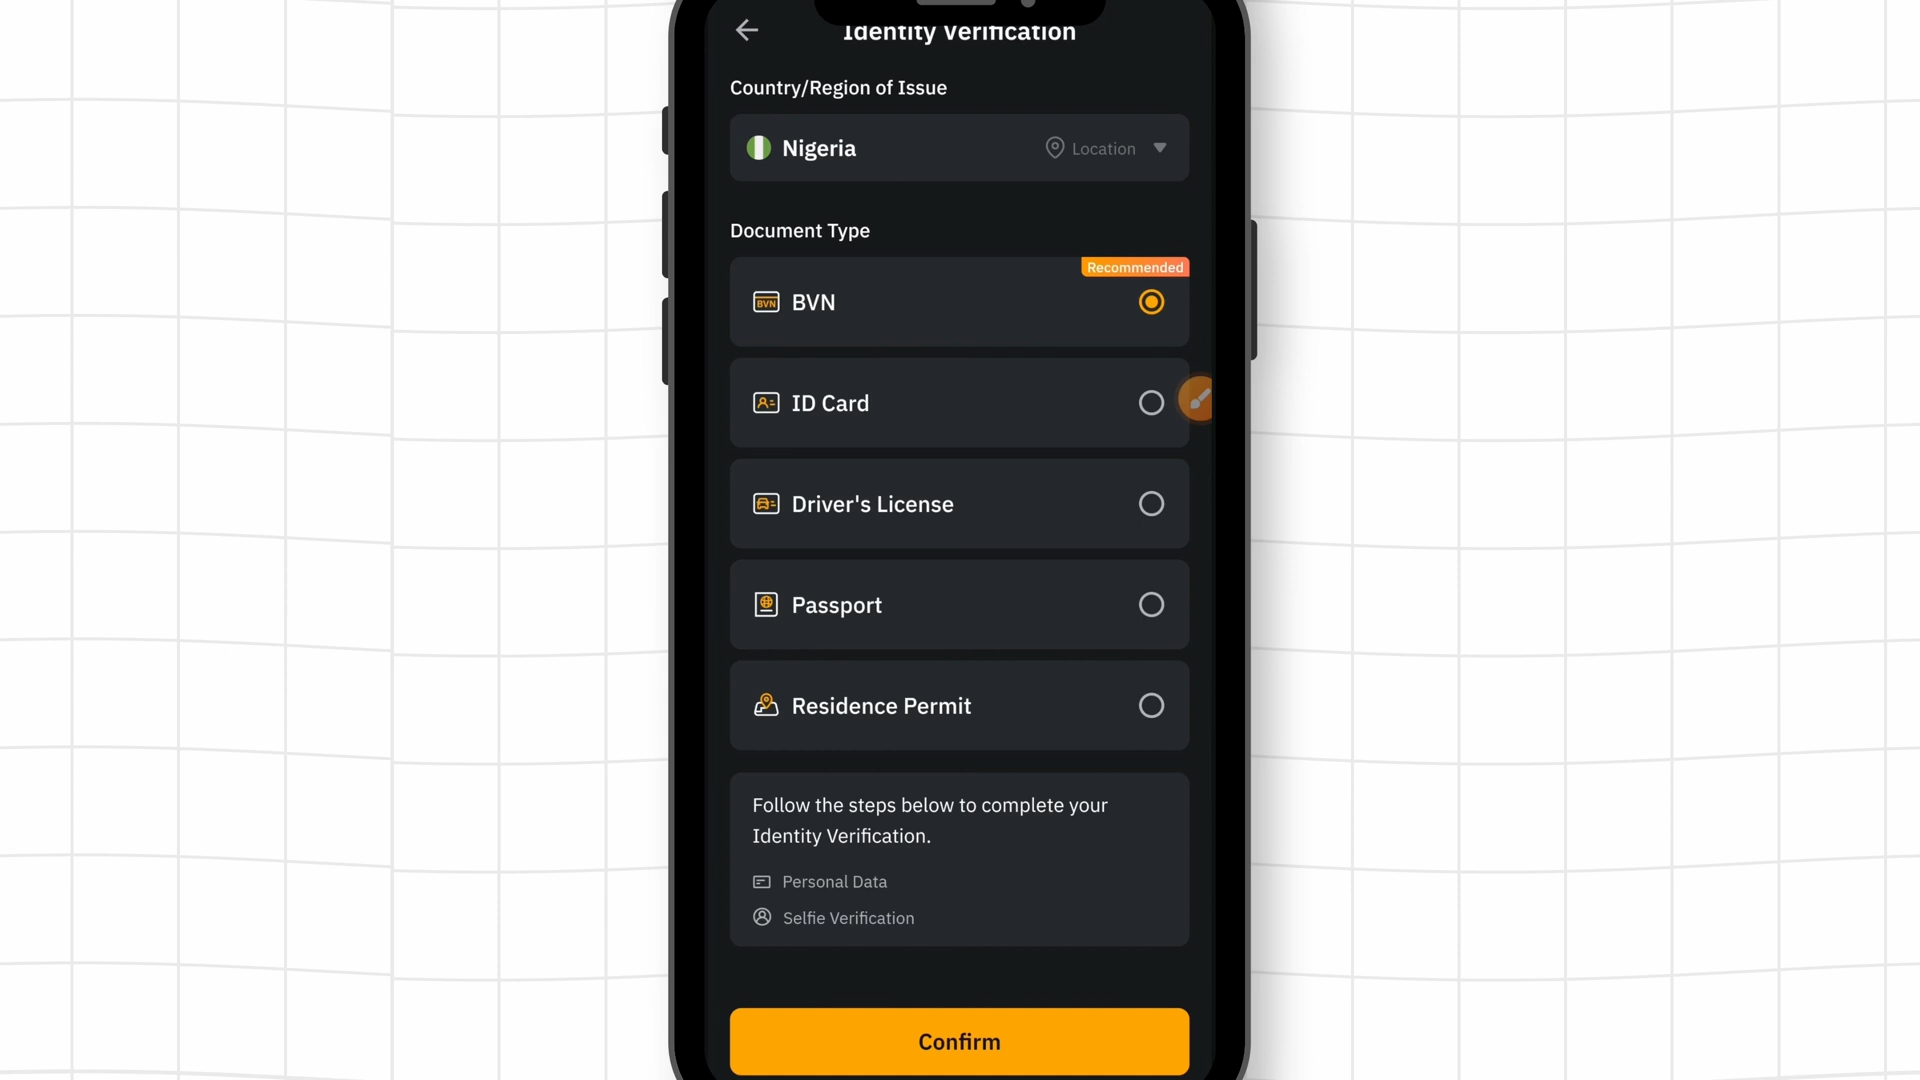 Identity Verification
Country/Region of Issue
Nigeria
Location
Document Type
Recommended
BVN
BVN
ID Card
Driver's License
Passport
Residence Permit
Follow the steps below to complete your
Identity Verification.
Personal Data
Selfie Verification
Confirm